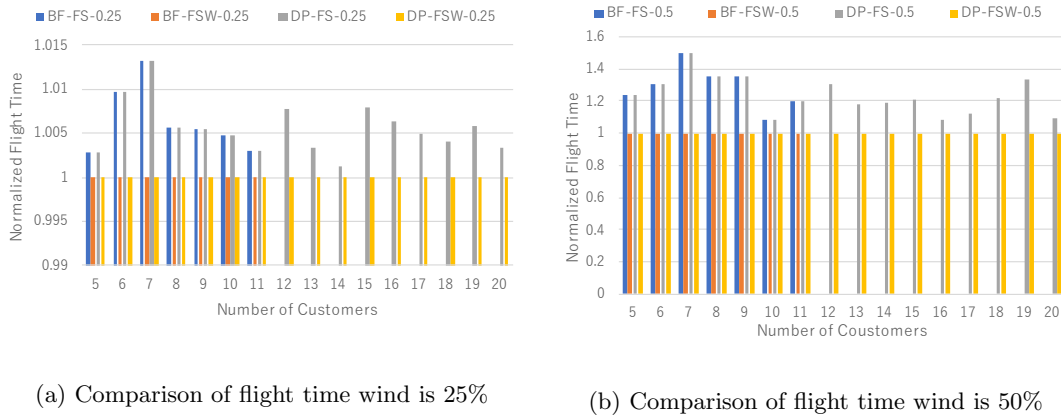 BF-FS-0.25 BF-FSW-0.25 DP-FS-0.25 DP-FSW-0.25
1.015
1.01
1.005
1
0.995
0.99
Normalized Flight Time
5 6 7 8 9 10 11 12 13 14 15 16 17 18 19 20
Number of Customers
(a) Comparison of flight time wind is 25%
BF-FS-0.5 BF-FSW-0.5 DP-FS-0.5 DP-FSW-0.5
1.6
1.4
1.2
1
0.8
0.6
0.4
0.2
0
Normalized Flight Time
5 6 7 8 9 10 11 12 13 14 15 16 17 18 19 20
Number of Coustomers
(b) Comparison of flight time wind is 50%